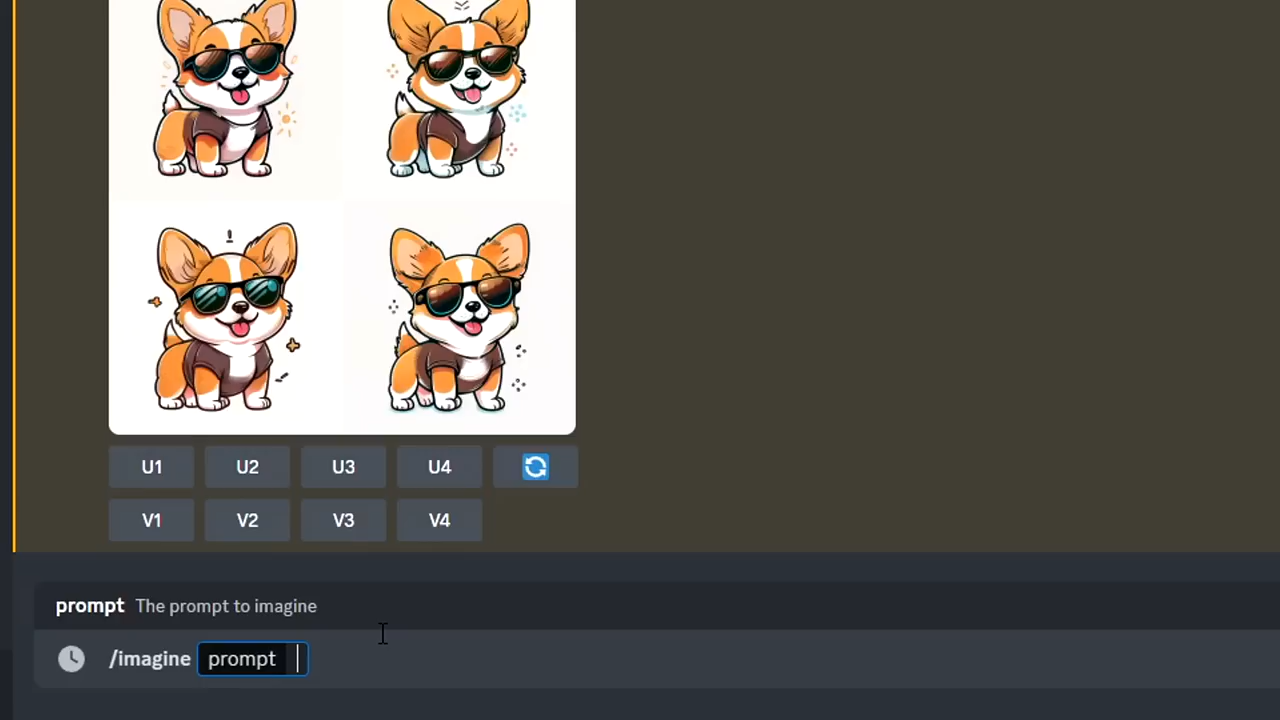 U1 U2 U3 U4
V1 V2 V3 V4
prompt The prompt to imagine
/imagine prompt